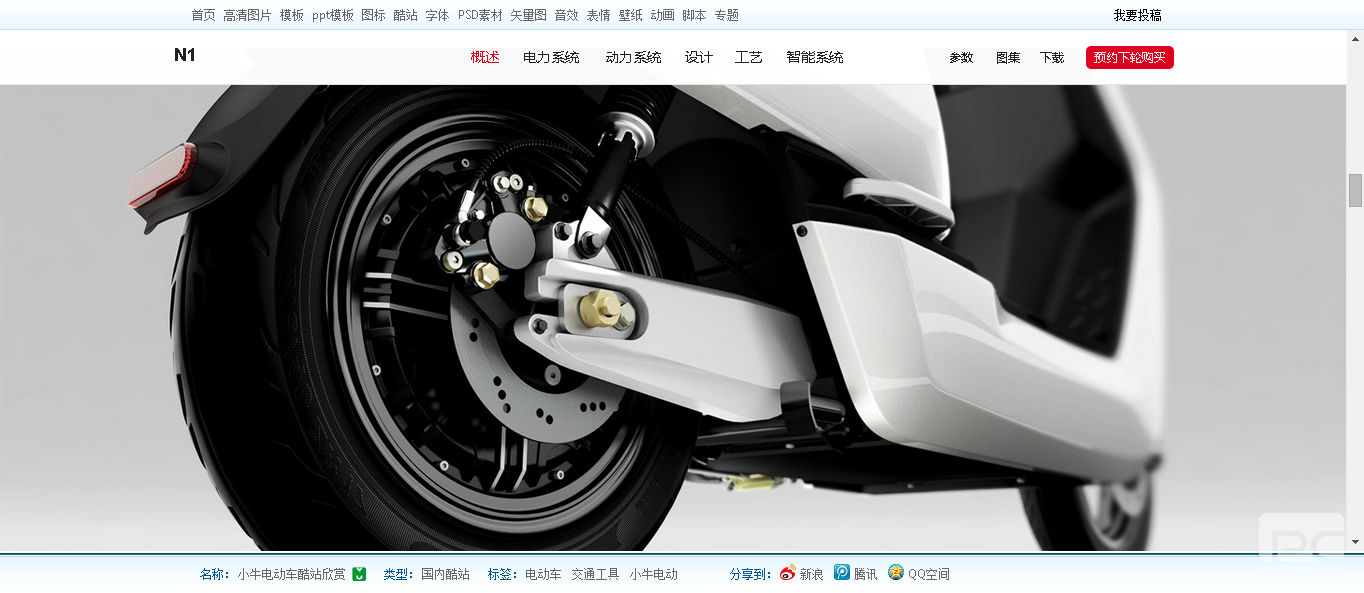 首页 高清图片 模板 ppt模板 图标 酷站 字体 PSD素材 矢量图 音效 表情 壁纸 动画 脚本 专题 我要投稿
N1 概述 电力系统 动力系统 设计 工艺 智能系统 参数 图集 下载 预约下轮购买
PC
名称： 小牛电动车酷站欣赏 类型： 国内酷站 标签： 电动车 交通工具 小牛电动 分享到： 新浪 腾讯 QQ空间